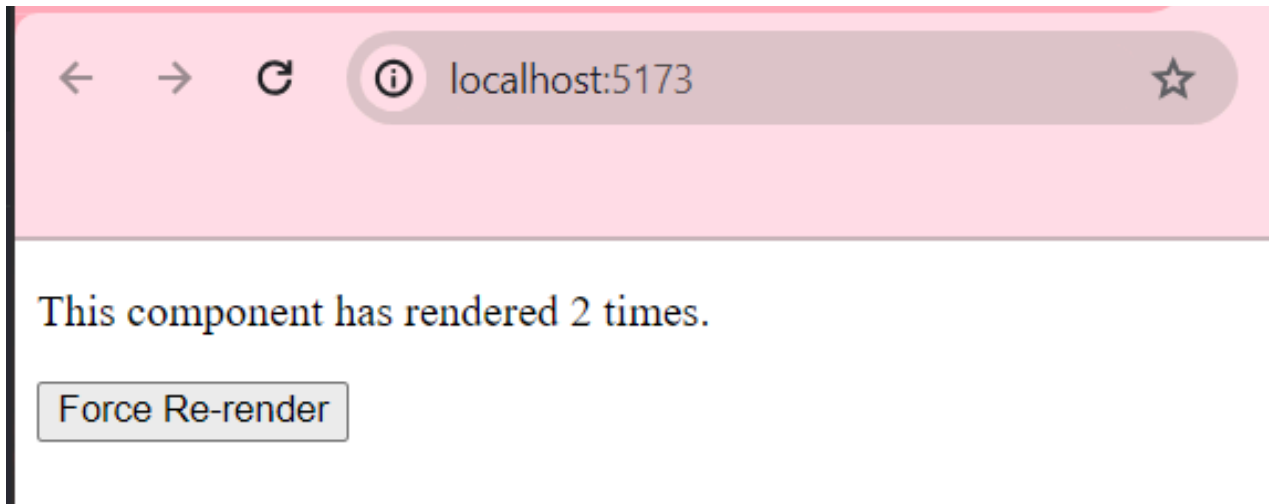 localhost:5173
This component has rendered 2 times.
Force Re-render